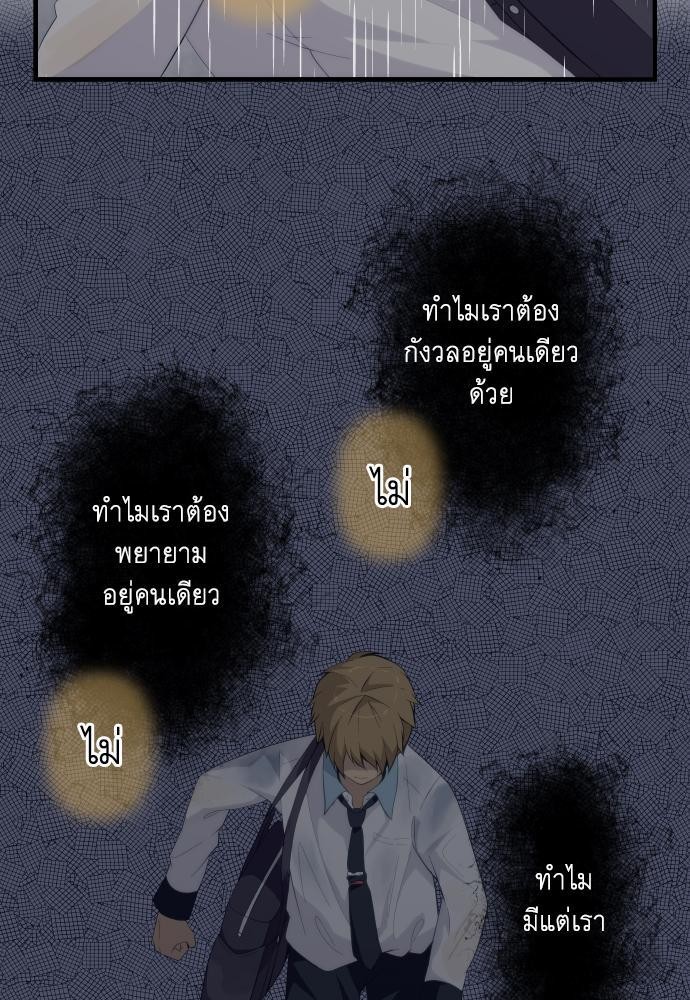 ทำไมเราต้อง
กังวลอยู่คนเดียว
ด้วย
ไม่
ทำไมเราต้อง
พยายาม
อยู่คนเดียว
ไม่
ทำไม
มีแต่เรา